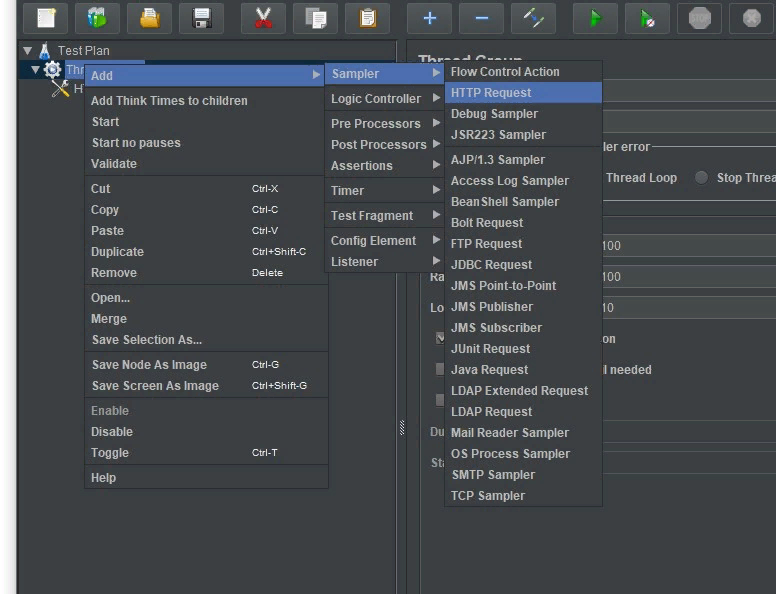 STOP
Test Plan
Thr
H
Thread Group
Add
Add Think Times to children
Start
Start no pauses
Validate
Cut Ctrl-X
Copy Ctrl-C
Paste Ctrl-V
Duplicate Ctrl+Shift-C
Remove Delete
Open...
Merge
Save Selection As...
Save Node As Image Ctrl-G
Save Screen As Image Ctrl+Shift-G
Enable
Disable
Toggle Ctrl-T
Help
Sampler
Logic Controller
Pre Processors
Post Processors
Assertions
Timer
Test Fragment
Config Element
Listener
Flow Control Action
HTTP Request
Debug Sampler
JSR223 Sampler
AJP/1.3 Sampler
Access Log Sampler
BeanShell Sampler
Bolt Request
FTP Request
JDBC Request
JMS Point-to-Point
JMS Publisher
JMS Subscriber
JUnit Request
Java Request
LDAP Extended Request
LDAP Request
Mail Reader Sampler
OS Process Sampler
SMTP Sampler
TCP Sampler
ler error
Thread Loop Stop Threa
100
Ra 100
Lo 10
on
l needed
Du
Sta